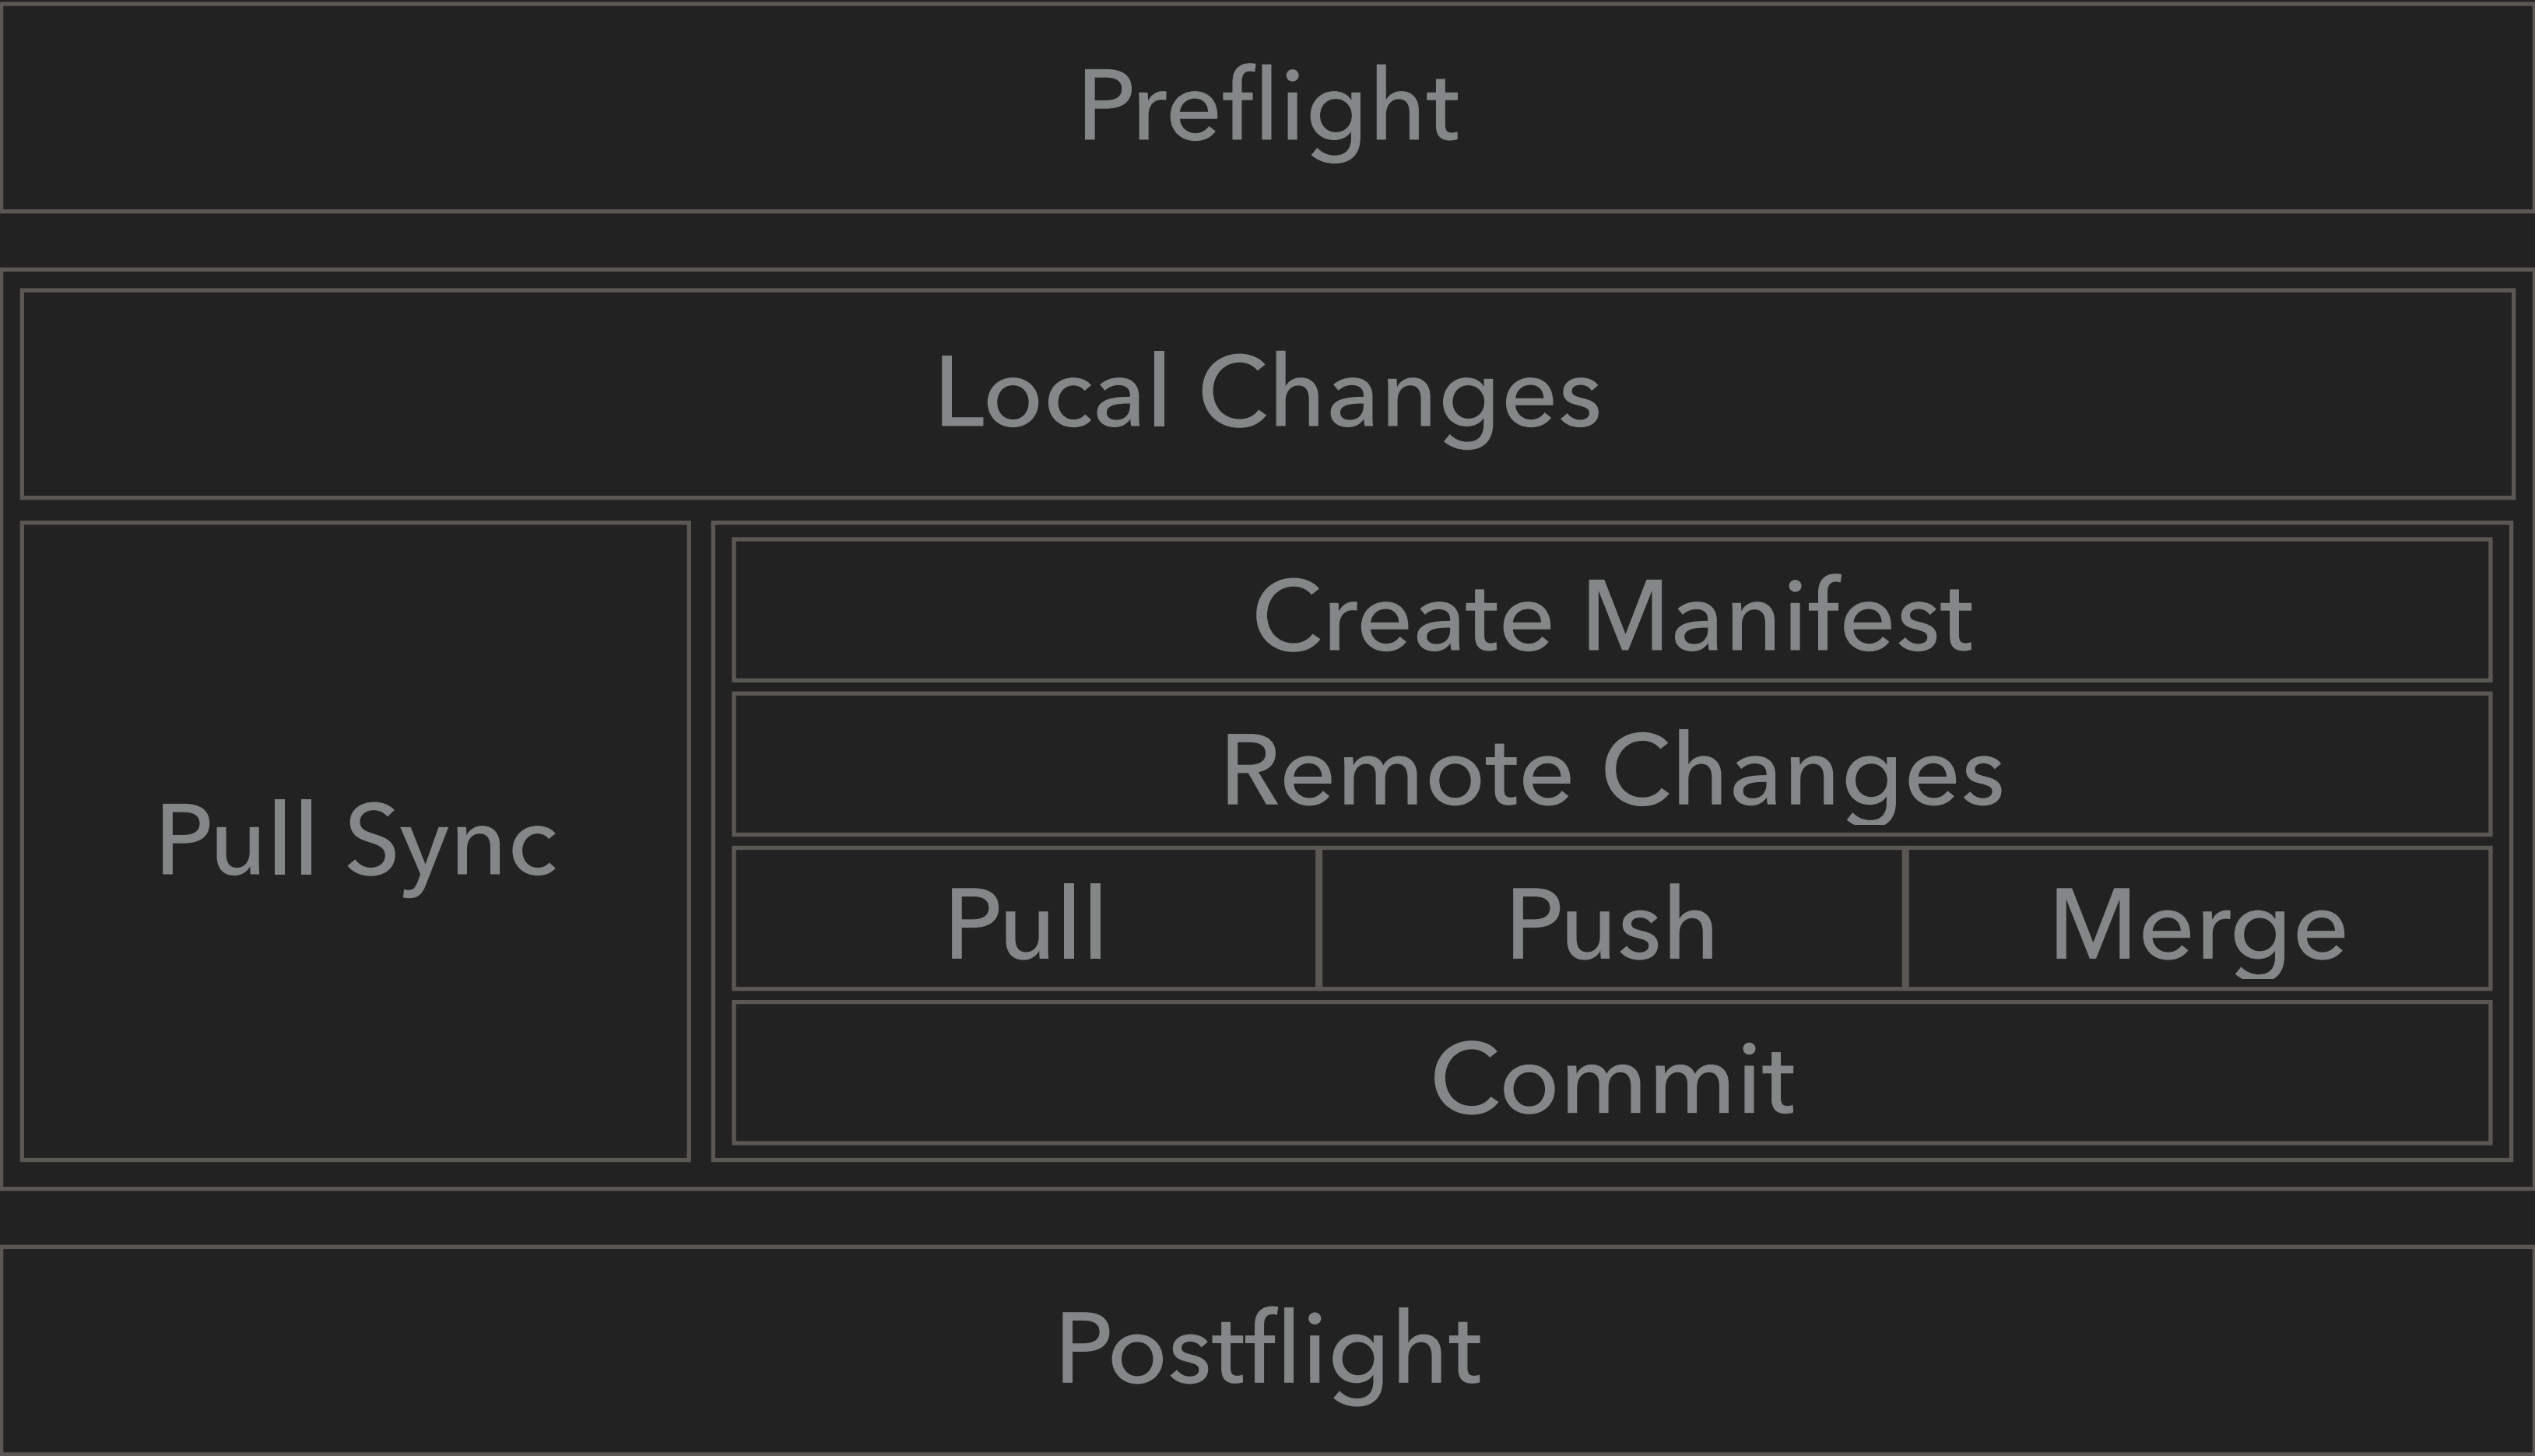 Preflight
Local Changes
Pull Sync
Create Manifest
Remote Changes
Pull
Push
Merge
Commit
Postflight